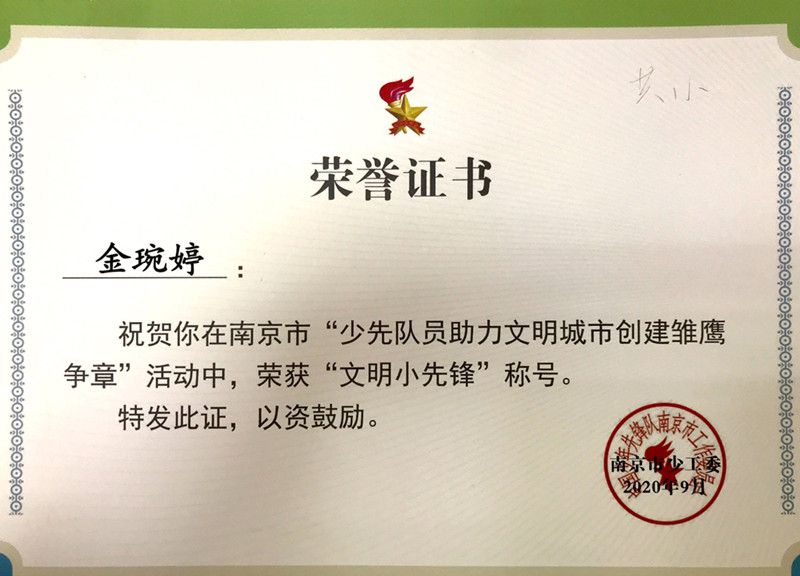 共小
荣誉证书
金琬婷：
祝贺你在南京市“少先队员助力文明城市创建雏鹰
争章”活动中，荣获“文明小先锋”称号。
特发此证，以资鼓励。
南京市少工委
2020年9月